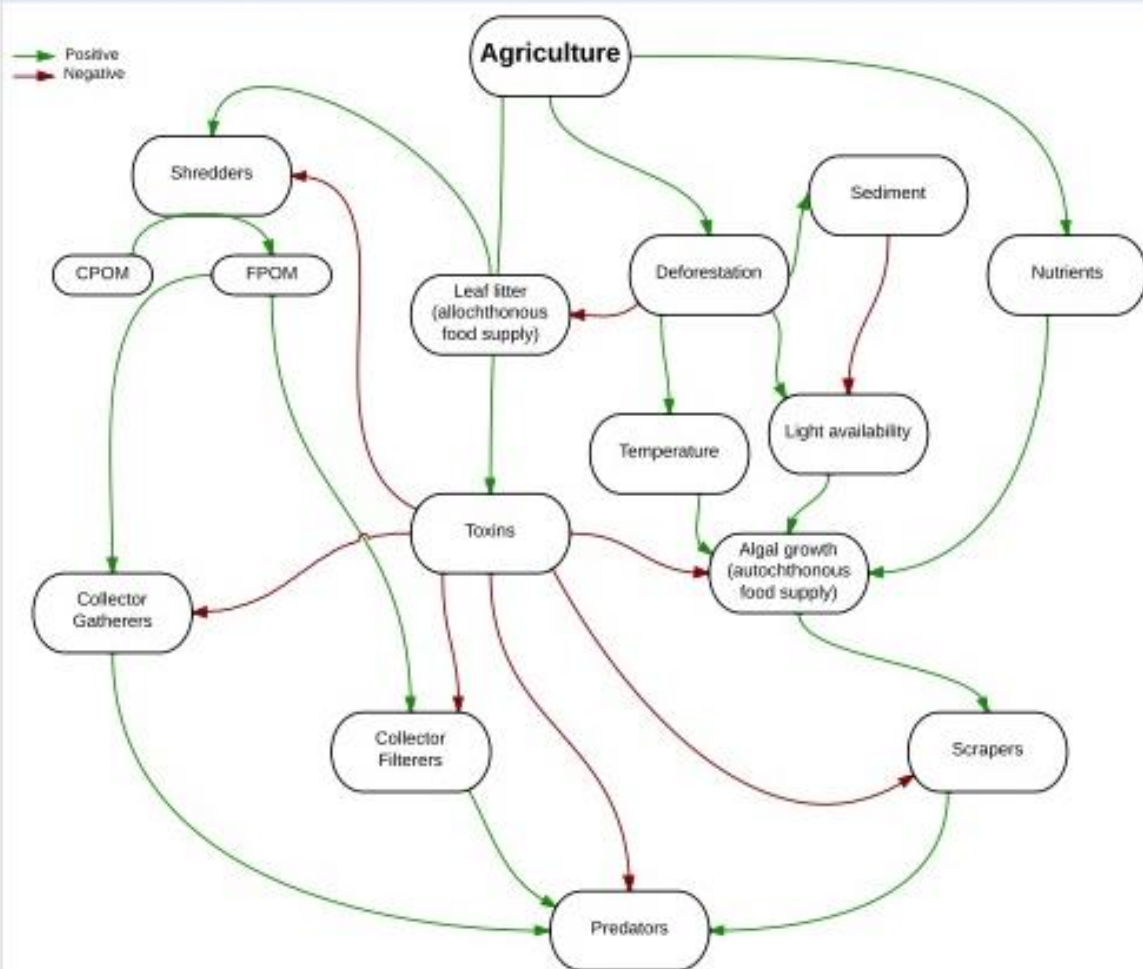 Agriculture
Positive
Negative
Shredders
Sediment
CPOM
FPOM
Deforestation
Nutrients
Leaf litter
(allochthonous
food supply)
Light availability
Temperature
Toxins
Algal growth
(autochthonous
food supply)
Collector
Gatherers
Collector
Filterers
Scrapers
Predators